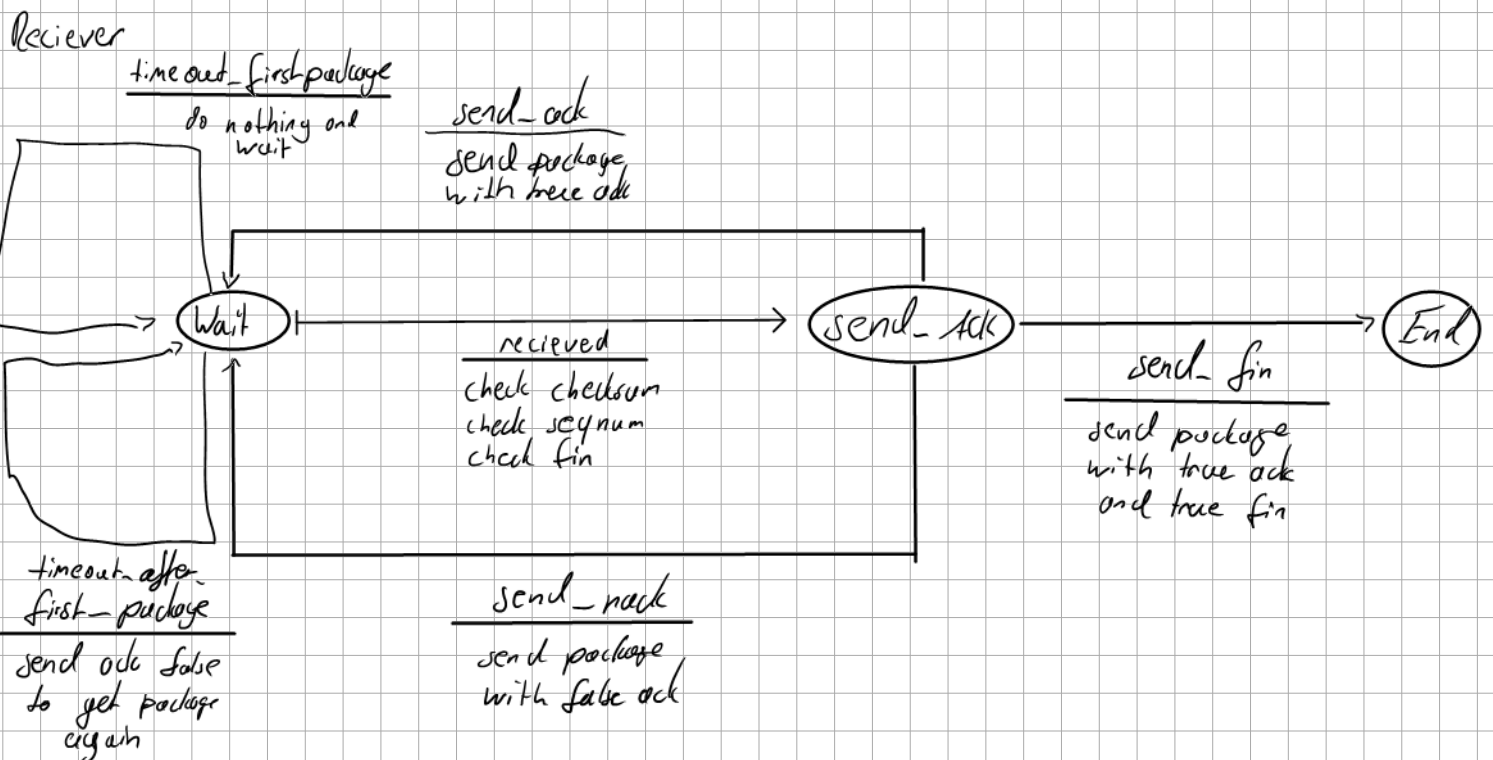 Reciever
timeout_firstpackage
do nothing and
wait
send_ack
send package
with true ack
Wait
recieved
check checksum
check seqnum
check fin
send_Ack
End
send_fin
send package
with true ack
and true fin
timeout_after_
first_package
send ack false
to get package
again
send_nack
send package
with false ack